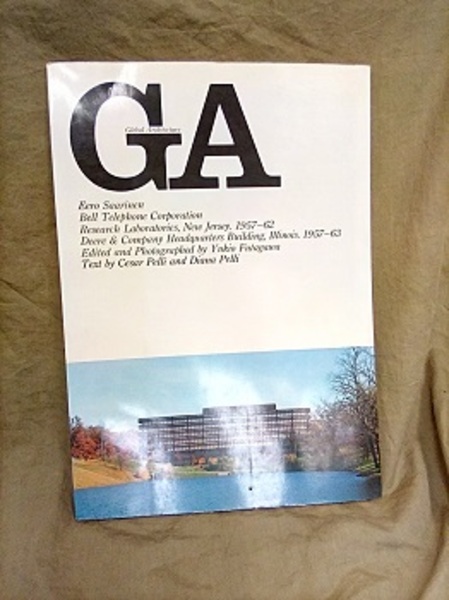 GA
Global Architecture
Eero Saarinen
Bell Telephone Corporation
Research Laboratories, New Jersey. 1957–62
Deere & Company Headquarters Building, Illinois. 1957–63
Edited and Photographed by Yukio Futagawa
Text by Cesar Pelli and Diana Pelli